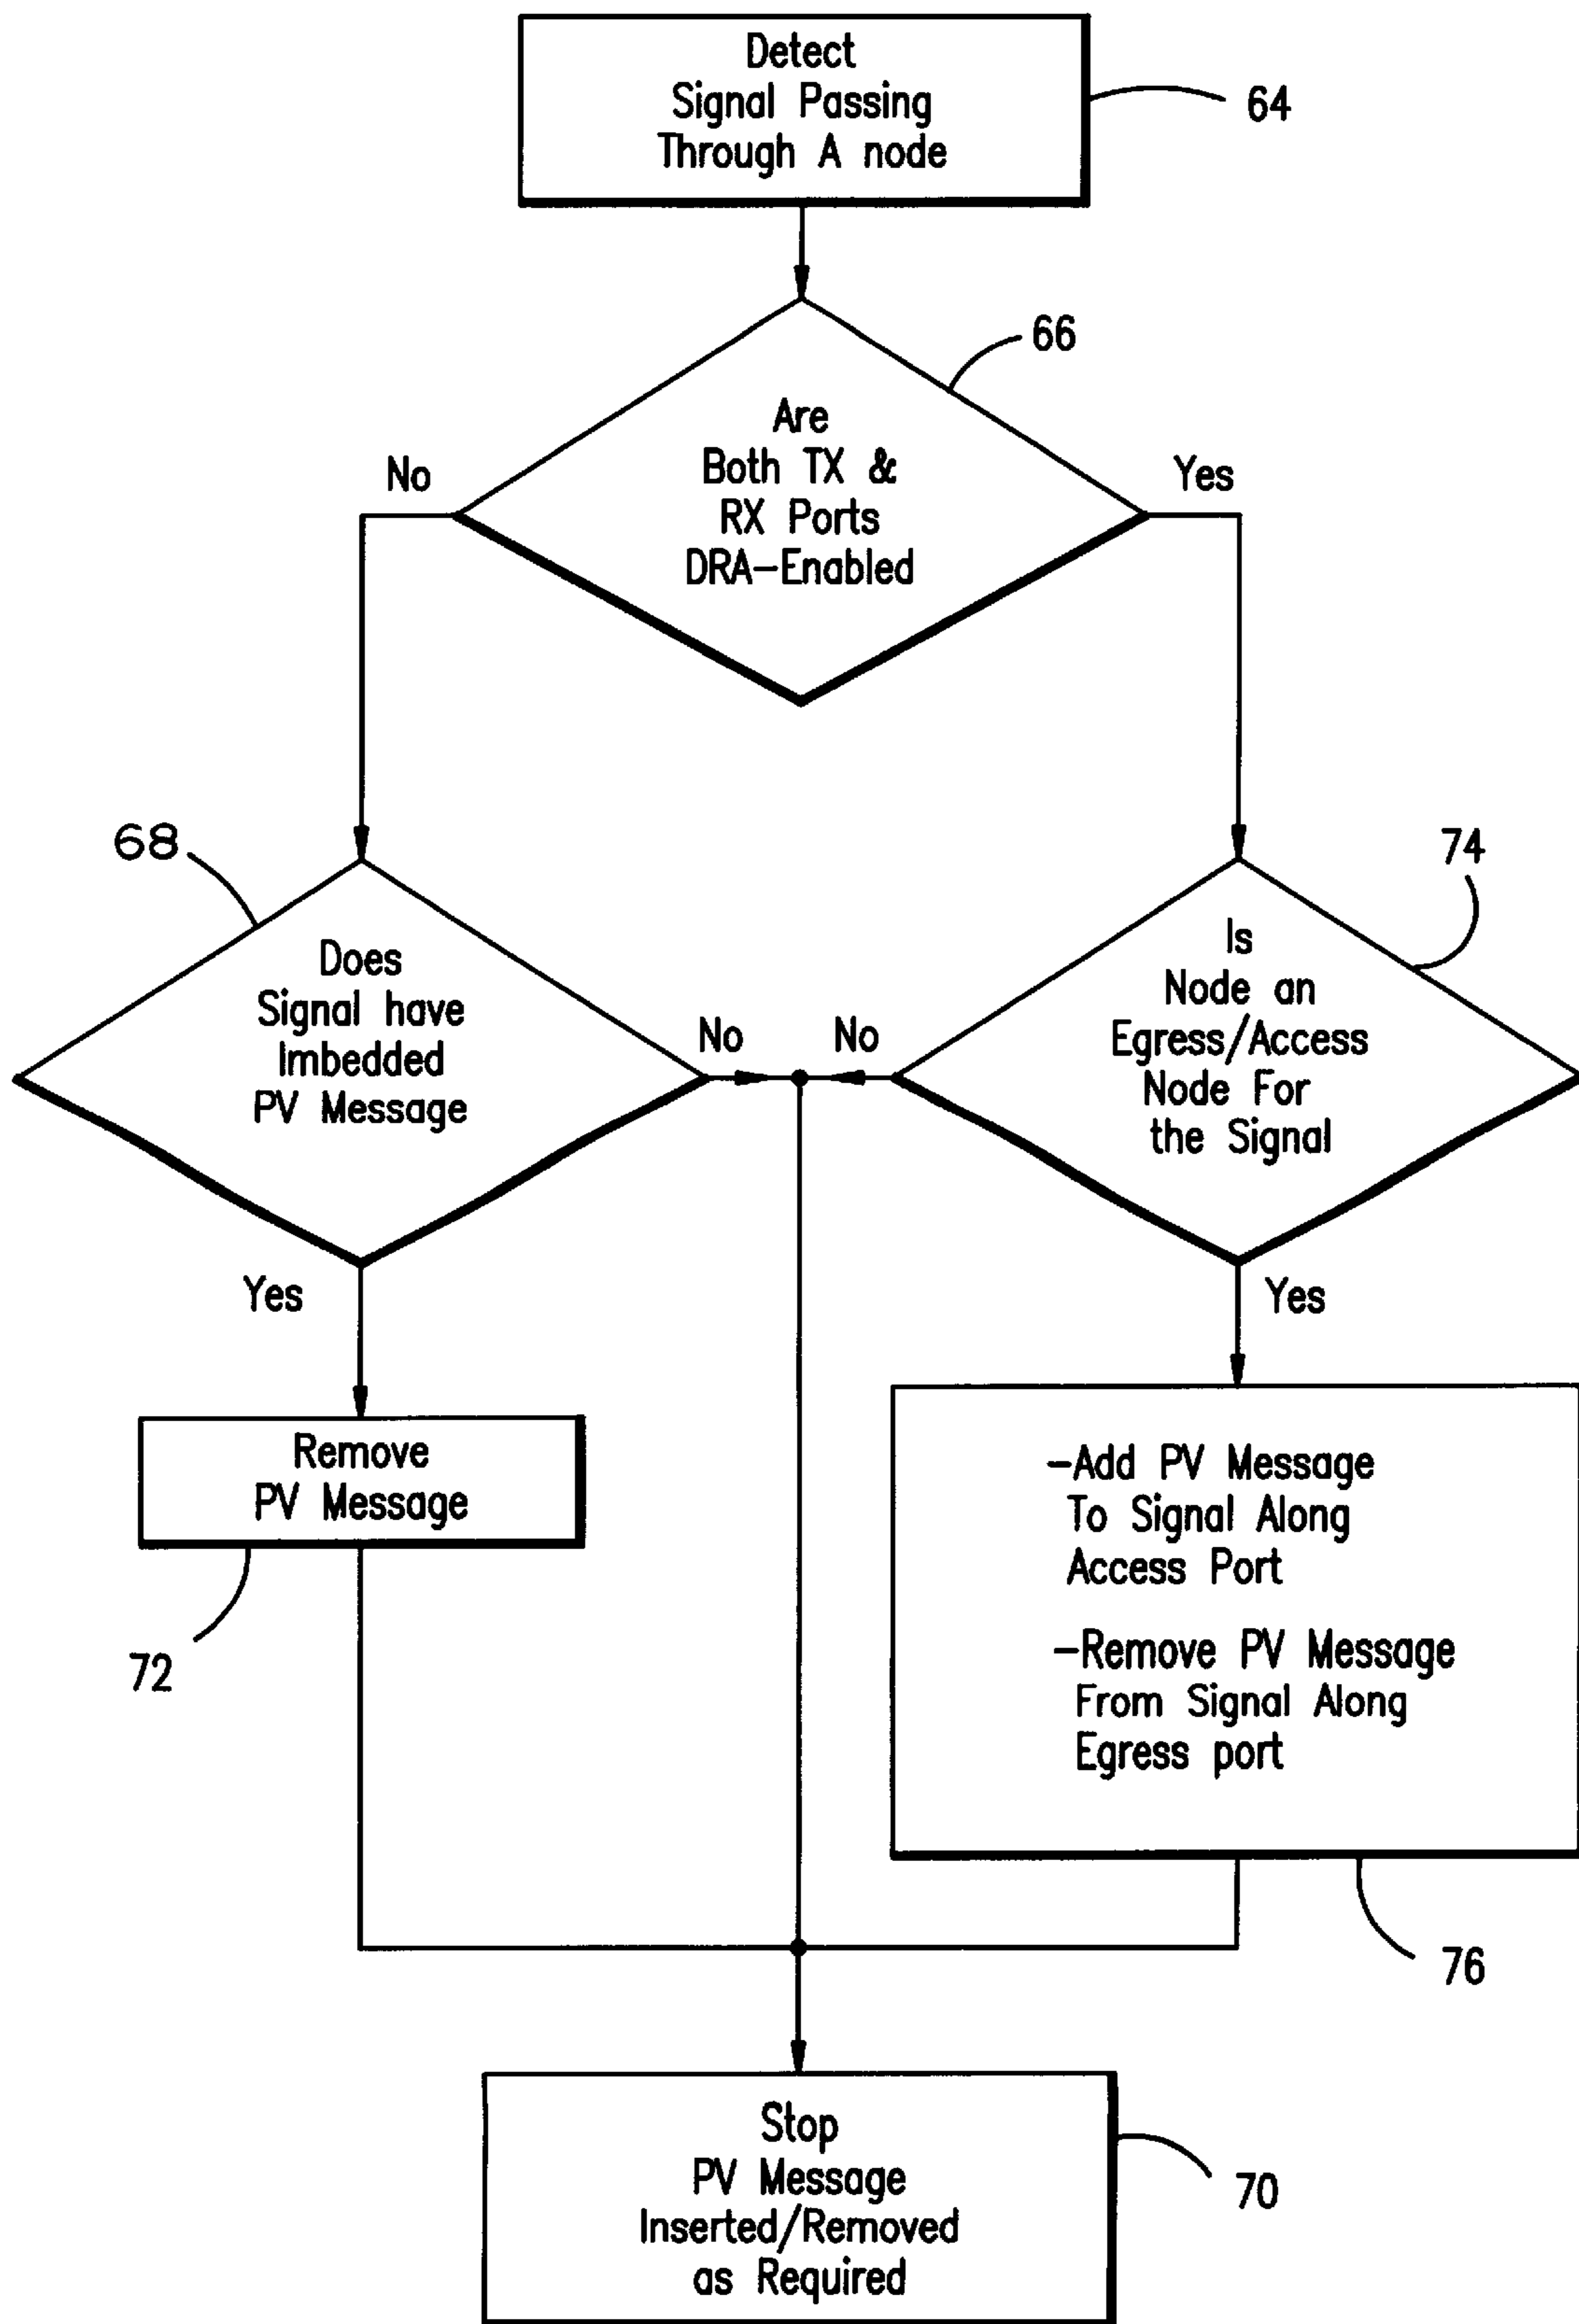 Detect
Signal Passing
Through A node
64
66
Are
Both TX &
RX Ports
DRA-Enabled
No
Yes
68
74
Does
Signal have
Imbedded
PV Message
Is
Node an
Egress/Access
Node For
the Signal
No
No
Yes
Yes
Remove
PV Message
72
-Add PV Message
To Signal Along
Access Port
-Remove PV Message
From Signal Along
Egress port
76
Stop
PV Message
Inserted/Removed
as Required
70